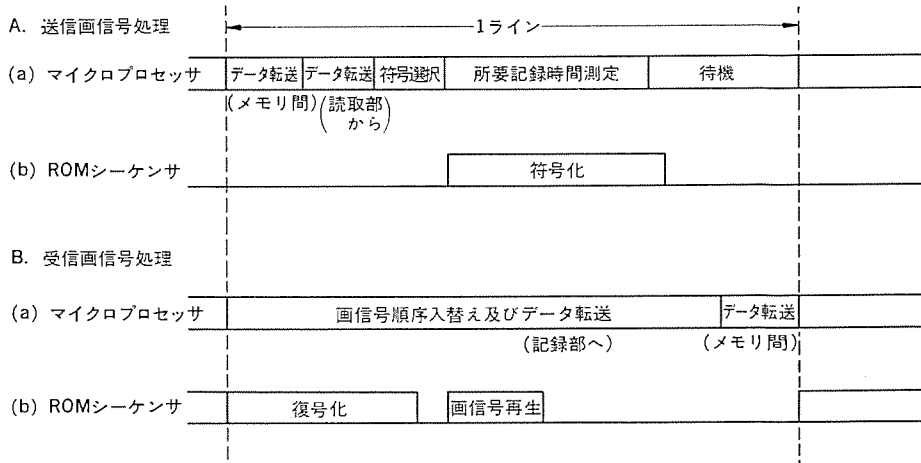 A. 送信画信号処理
1ライン
(a) マイクロプロセッサ
データ転送
データ転送
符号選択
所要記録時間測定
待機
(メモリ間)
(読取部
から)
(b) ROMシーケンサ
符号化
B. 受信画信号処理
(a) マイクロプロセッサ
画信号順序入替え及びデータ転送
データ転送
(記録部へ)
(メモリ間)
(b) ROMシーケンサ
復号化
画信号再生